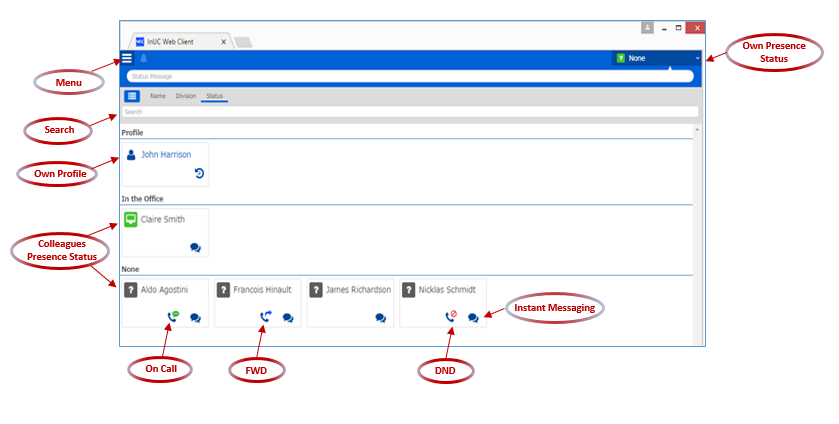 InUC Web Client
None
Own Presence
Status
Menu
Status Message
Name Division Status
Search
Search
Profile
Own Profile
John Harrison
In the Office
Claire Smith
Colleagues
Presence Status
None
? Aldo Agostini
? Francois Hinault
? James Richardson
? Nicklas Schmidt
Instant Messaging
On Call
FWD
DND